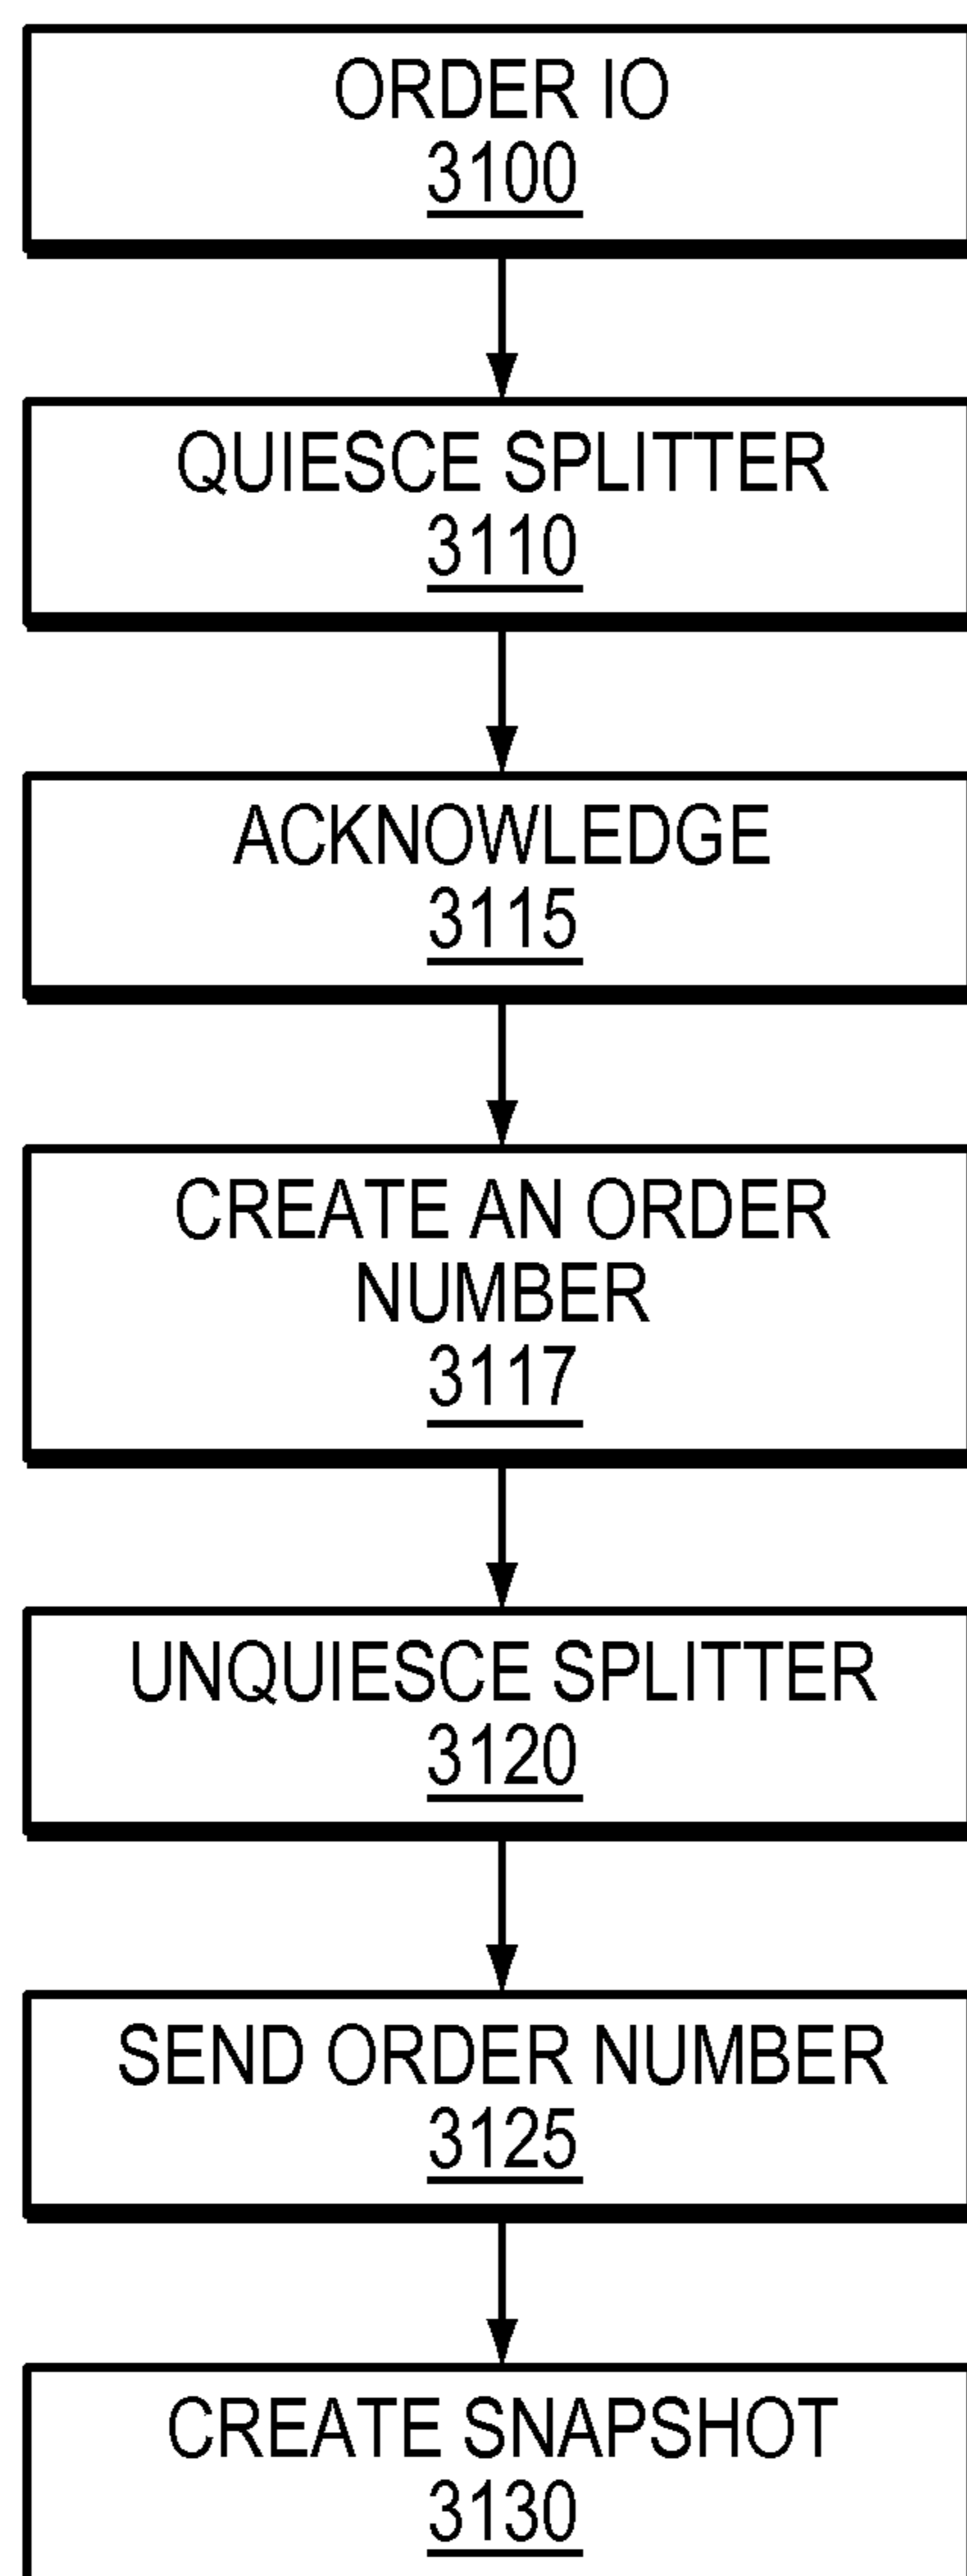 ORDER IO
3100
QUIESCE SPLITTER
3110
ACKNOWLEDGE
3115
CREATE AN ORDER
NUMBER
3117
UNQUIESCE SPLITTER
3120
SEND ORDER NUMBER
3125
CREATE SNAPSHOT
3130